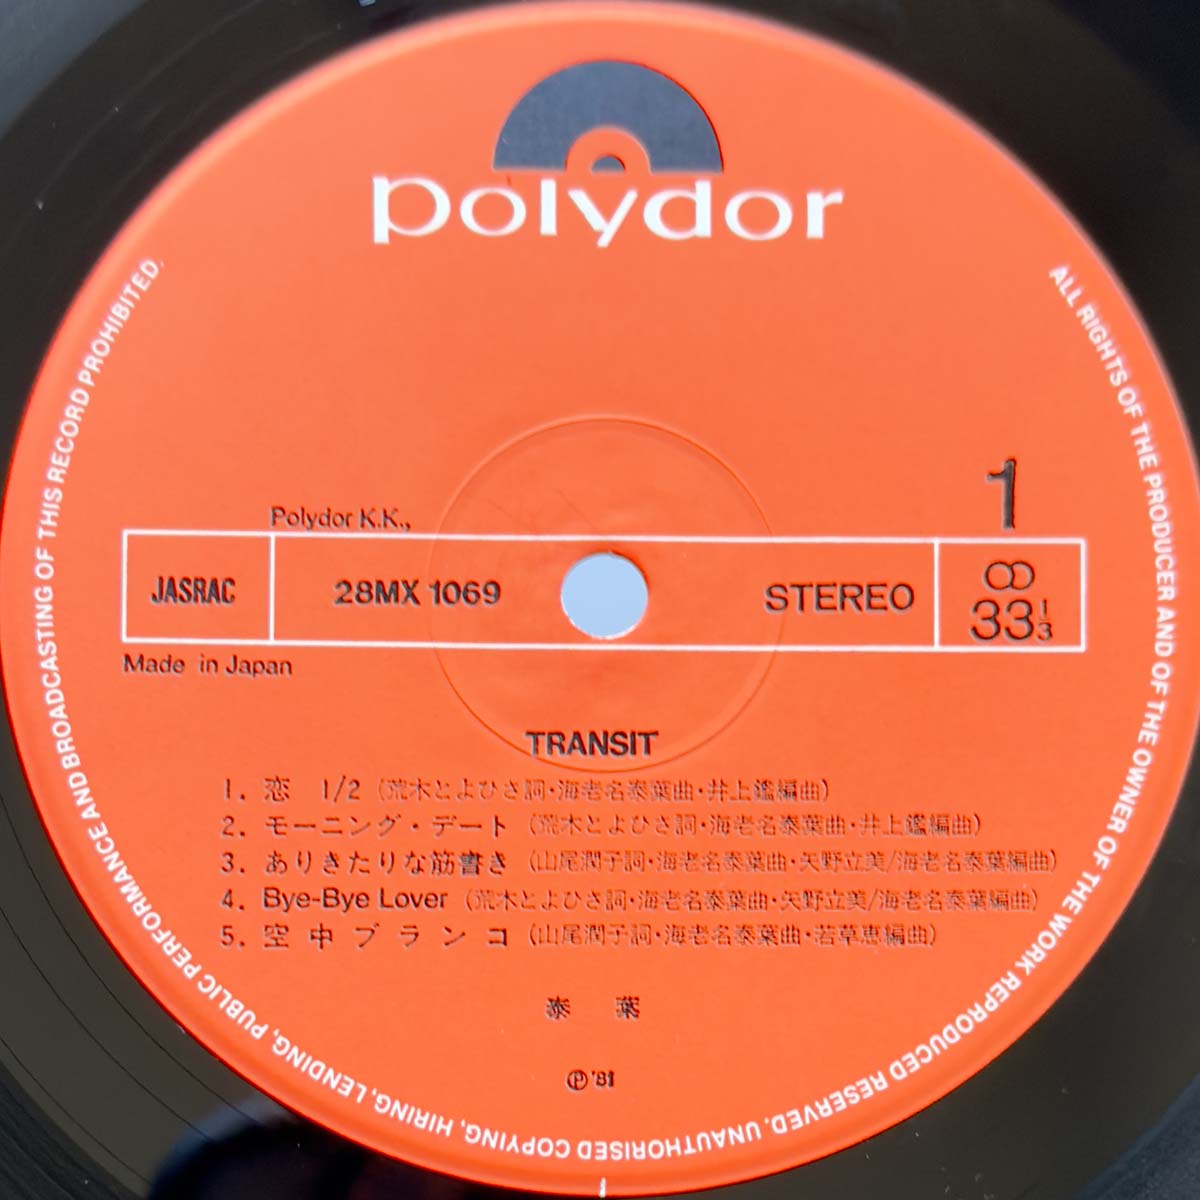 polydor
1
Polydor K.K.,
JASRAC
28MX 1069
STEREO
33 1/3
Made in Japan
TRANSIT
1. 恋 1/2 (荒木とよひさ詞・海老名泰葉曲・井上鑑編曲)
2. モーニング・デート (荒木とよひさ詞・海老名泰葉曲・井上鑑編曲)
3. ありきたりな筋書き (山尾潤子詞・海老名泰葉曲・矢野立美/海老名泰葉編曲)
4. Bye-Bye Lover (荒木とよひさ詞・海老名泰葉曲・矢野立美/海老名泰葉編曲)
5. 空中ブランコ (山尾潤子詞・海老名泰葉曲・若草恵編曲)
泰 葉
℗'81
ALL RIGHTS OF THE PRODUCER AND OF THE OWNER OF THE WORK REPRODUCED RESERVED. UNAUTHORISED COPYING, HIRING, LENDING, PUBLIC PERFORMANCE AND BROADCASTING OF THIS RECORD PROHIBITED.